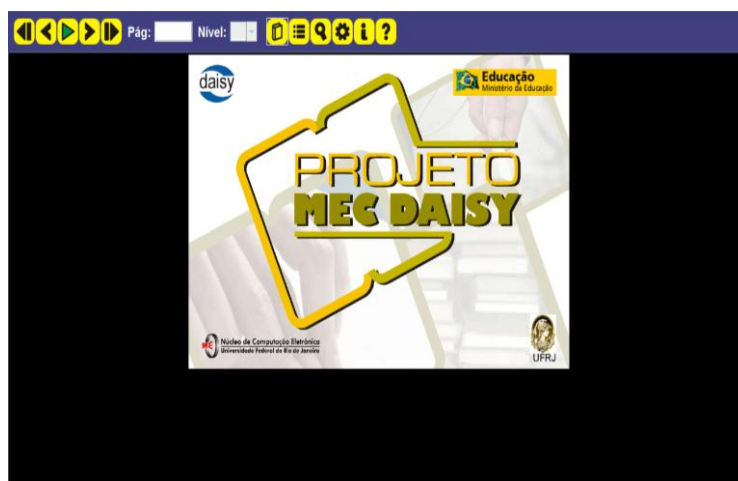 Pág:
Nível:
i
?
daisy
Educação
Ministério da Educação
PROJETO
MEC DAISY
Núcleo de Computação Eletrônica
Universidade Federal do Rio de Janeiro
UFRJ